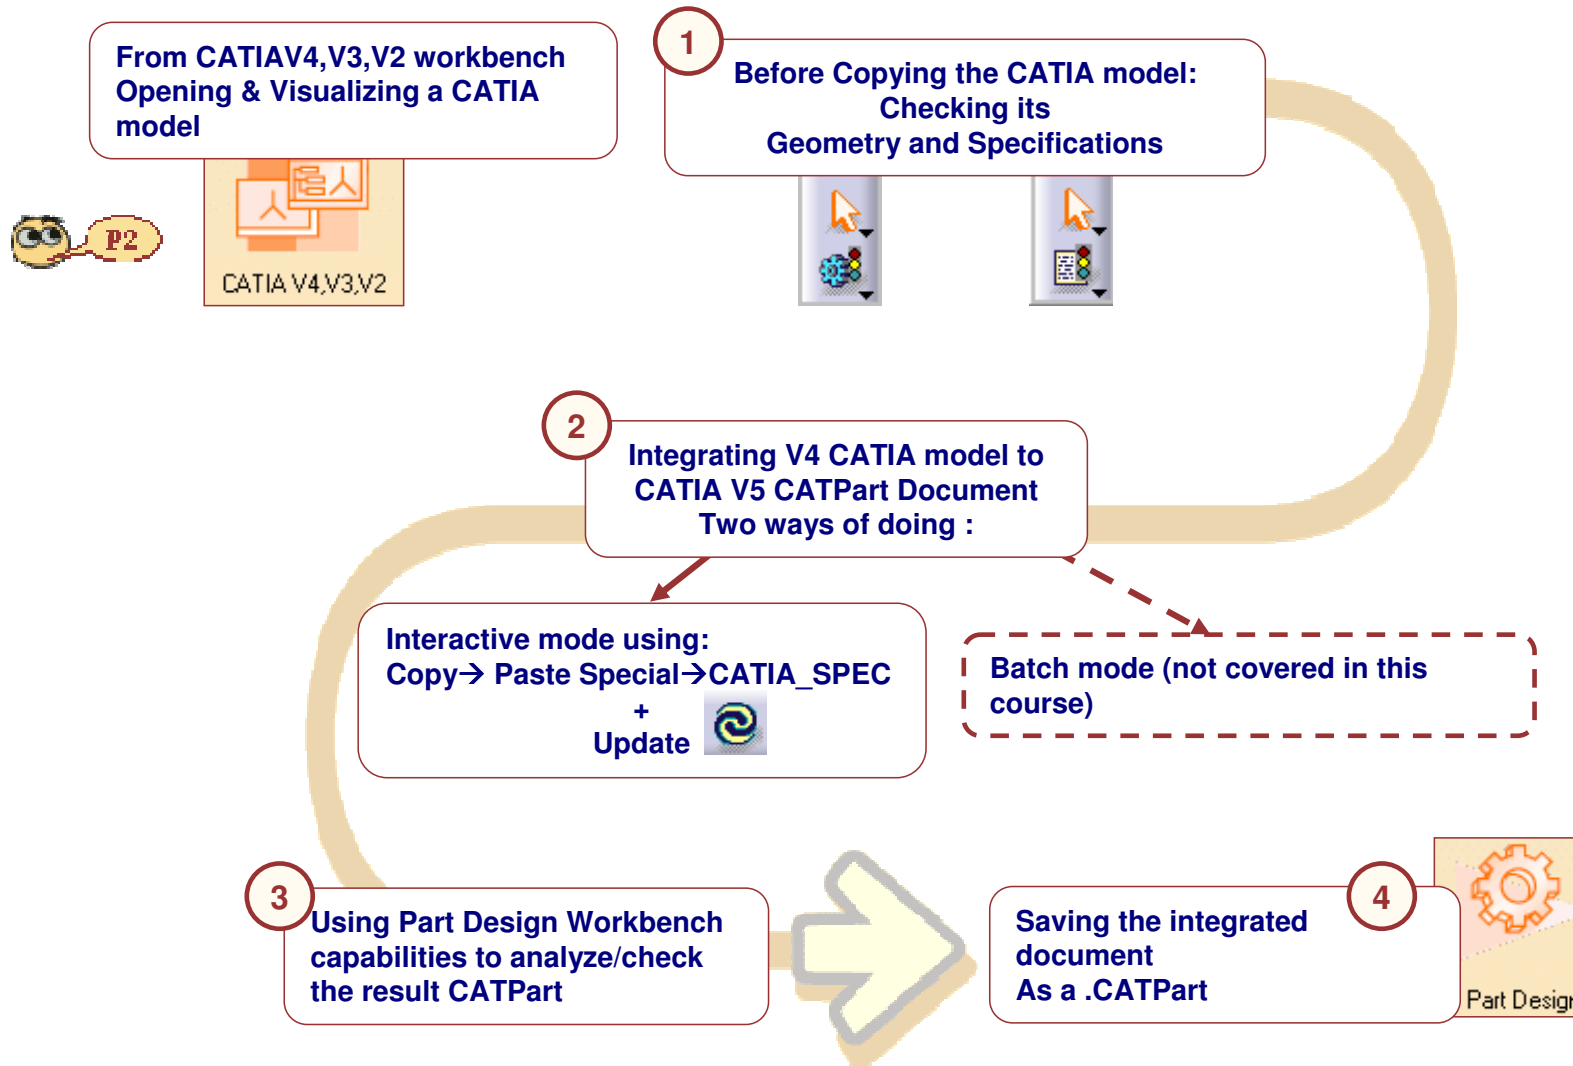 From CATIAV4,V3,V2 workbench
Opening & Visualizing a CATIA
model
P2
CATIA V4,V3,V2
1
Before Copying the CATIA model:
Checking its
Geometry and Specifications
2
Integrating V4 CATIA model to
CATIA V5 CATPart Document
Two ways of doing :
Interactive mode using:
Copy→ Paste Special→CATIA_SPEC
+
Update
Batch mode (not covered in this
course)
3
Using Part Design Workbench
capabilities to analyze/check
the result CATPart
4
Saving the integrated
document
As a .CATPart
Part Design